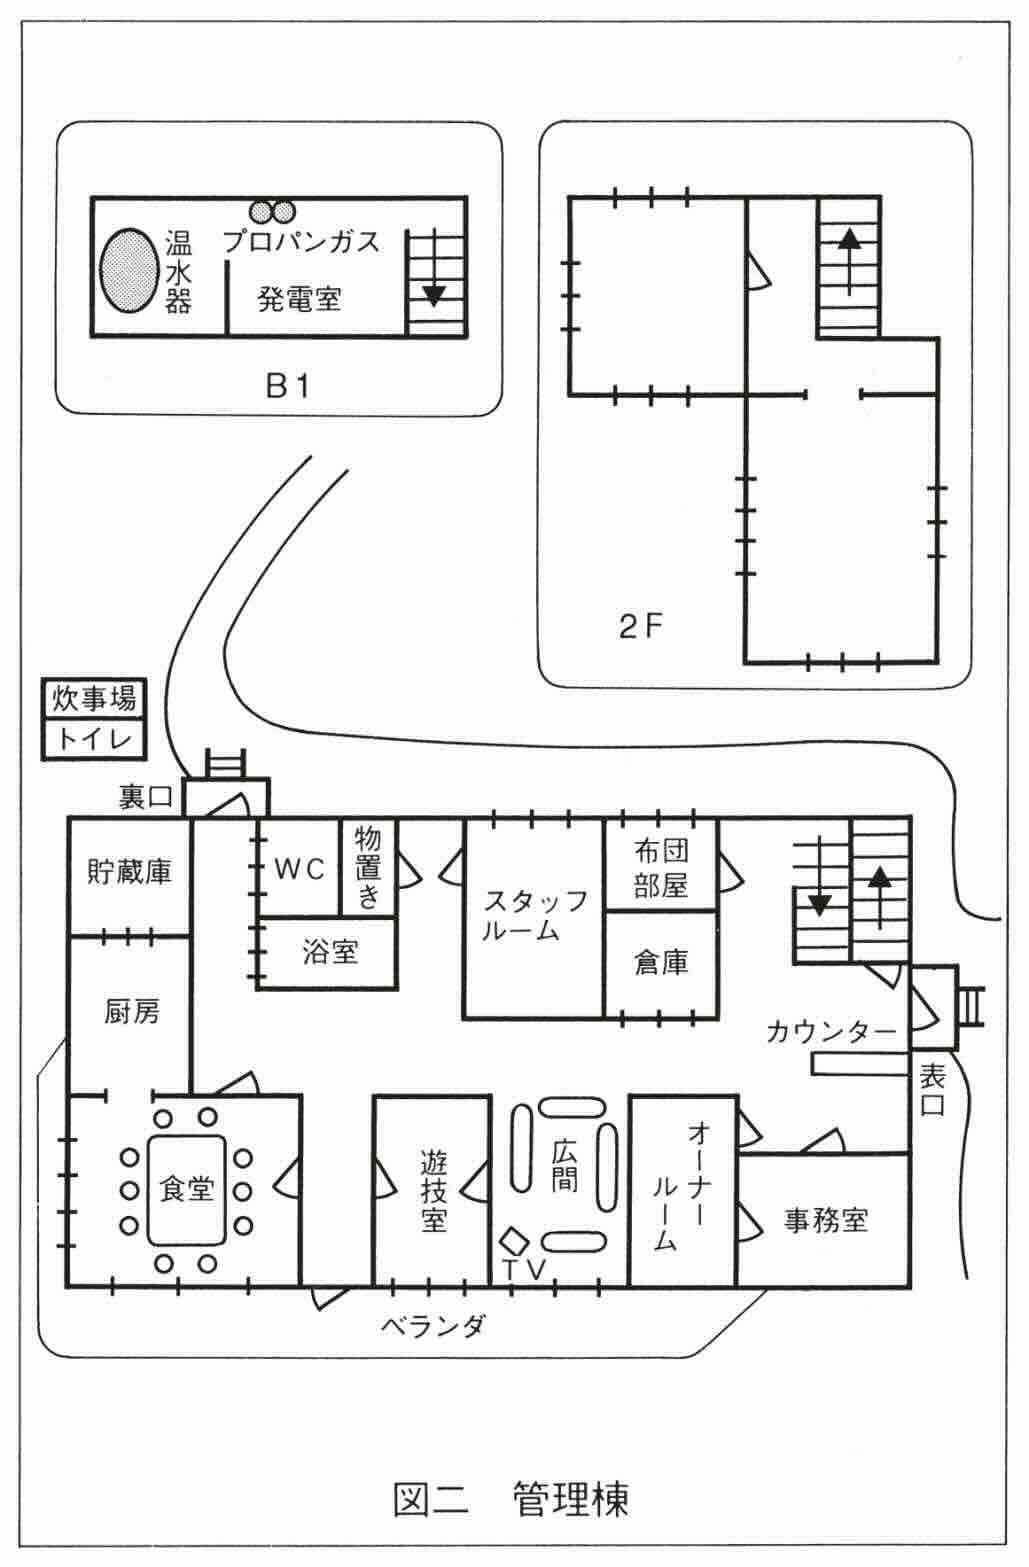 温水器
プロパンガス
発電室
B1
2F
炊事場
トイレ
裏口
貯蔵庫
WC
物置き
浴室
スタッフ
ルーム
布団
部屋
倉庫
厨房
カウンター
表口
食堂
遊技室
広間
TV
オーナー
ルーム
事務室
ベランダ
図二　管理棟